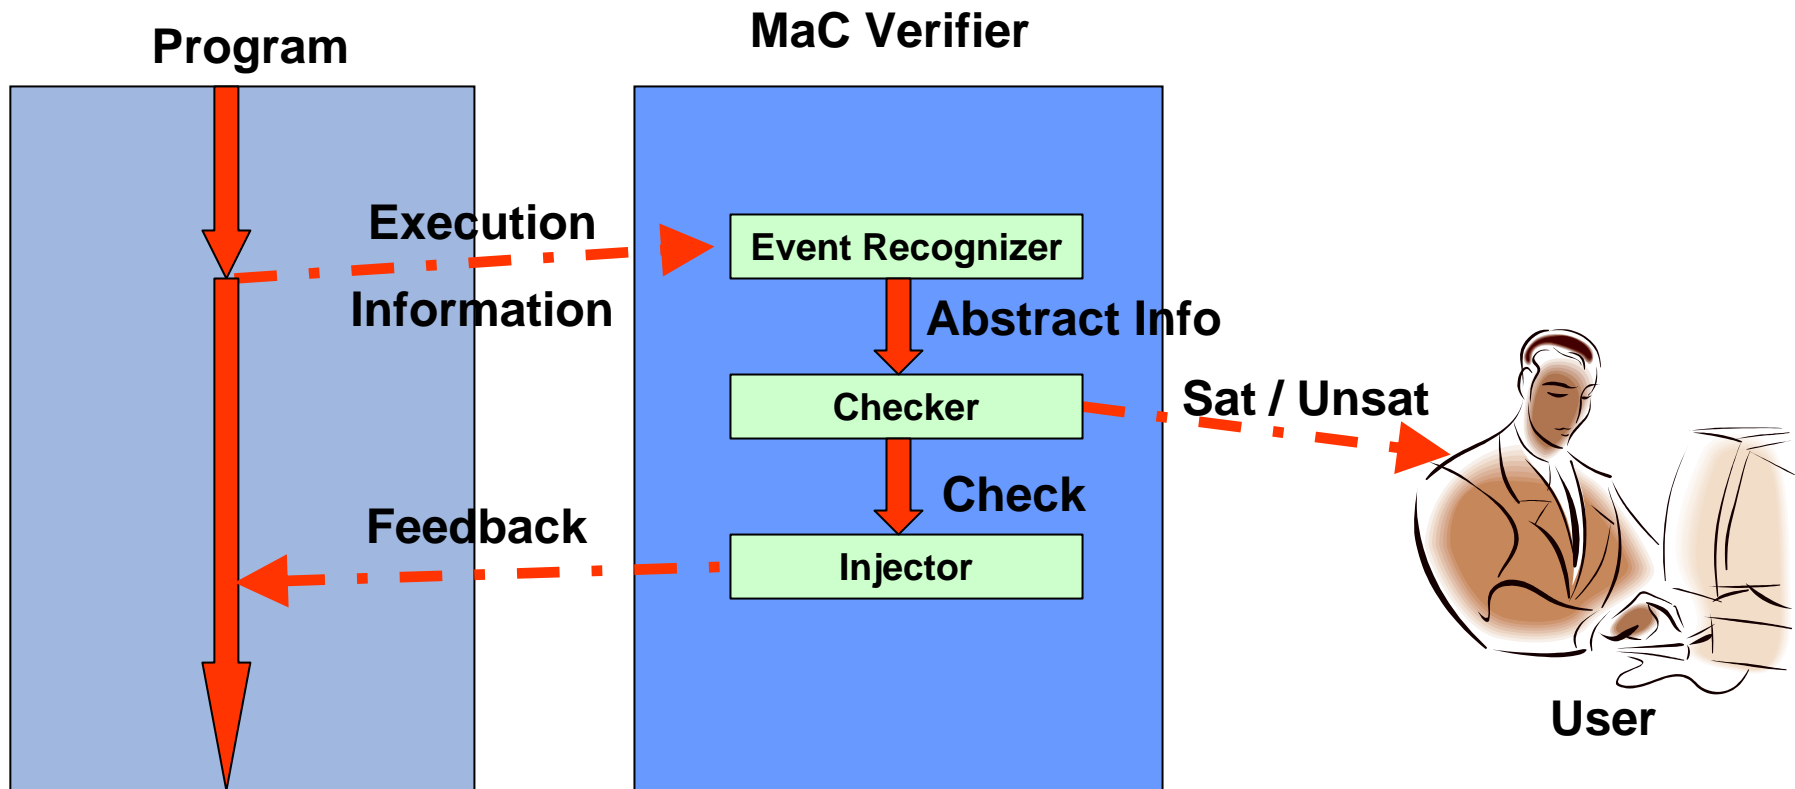 Program
MaC Verifier
Execution
Information
Event Recognizer
Abstract Info
Checker
Sat / Unsat
Check
Feedback
Injector
User